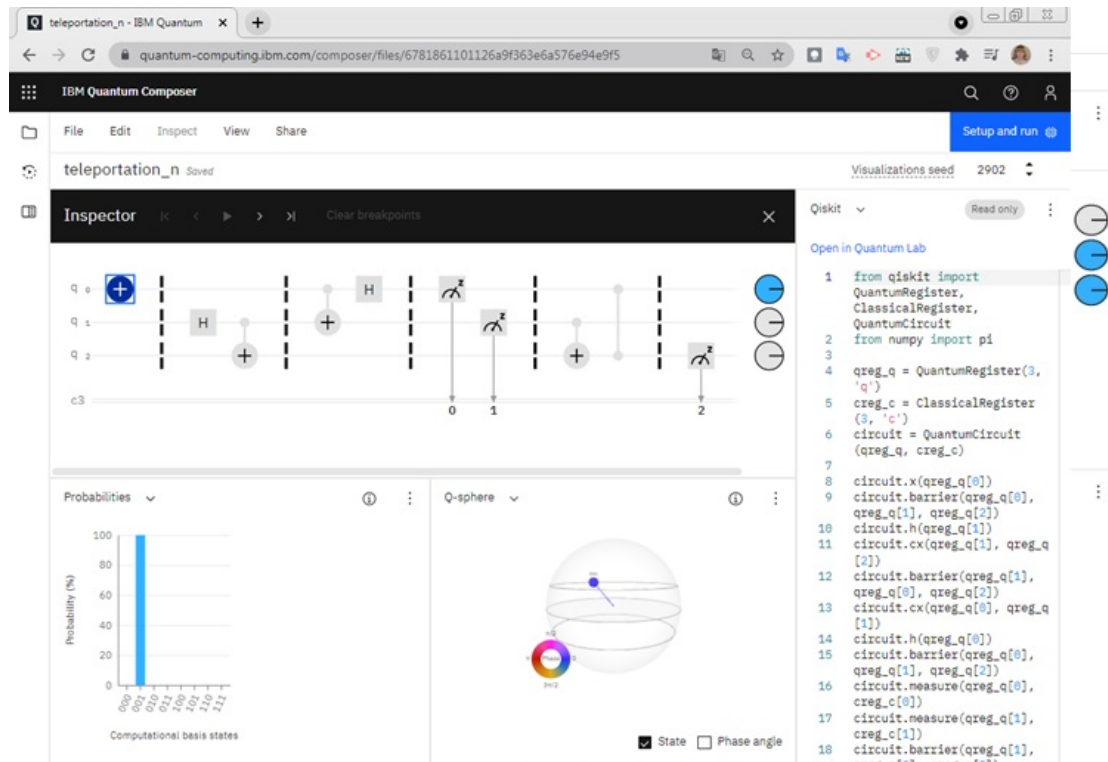 teleportation_n - IBM Quantum
quantum-computing.ibm.com/composer/files/6781861101126a9f363e6a576e94e9f5
IBM Quantum Composer
File Edit Inspect View Share
Setup and run
teleportation_n Saved
Visualizations seed 2902
Inspector
Clear breakpoints
Qiskit
Read only
Open in Quantum Lab
q 0
H
z
q 1
H
z
q 2
z
c3
0 1 2
1 from qiskit import
QuantumRegister,
ClassicalRegister,
QuantumCircuit
2 from numpy import pi
3
4 qreg_q = QuantumRegister(3,
'q')
5 creg_c = ClassicalRegister
(3, 'c')
6 circuit = QuantumCircuit
(qreg_q, creg_c)
7
8 circuit.x(qreg_q[0])
9 circuit.barrier(qreg_q[0],
qreg_q[1], qreg_q[2])
10 circuit.h(qreg_q[1])
11 circuit.cx(qreg_q[1], qreg_q
[2])
12 circuit.barrier(qreg_q[1],
qreg_q[0], qreg_q[2])
13 circuit.cx(qreg_q[0], qreg_q
[1])
14 circuit.h(qreg_q[0])
15 circuit.barrier(qreg_q[0],
qreg_q[1], qreg_q[2])
16 circuit.measure(qreg_q[0],
creg_c[0])
17 circuit.measure(qreg_q[1],
creg_c[1])
18 circuit.barrier(qreg_q[1],
Probabilities
Probability (%)
100
80
60
40
20
0
000 001 010 011 100 101 110 111
Computational basis states
Q-sphere
π/2
π Phase 0
3π/2
State Phase angle